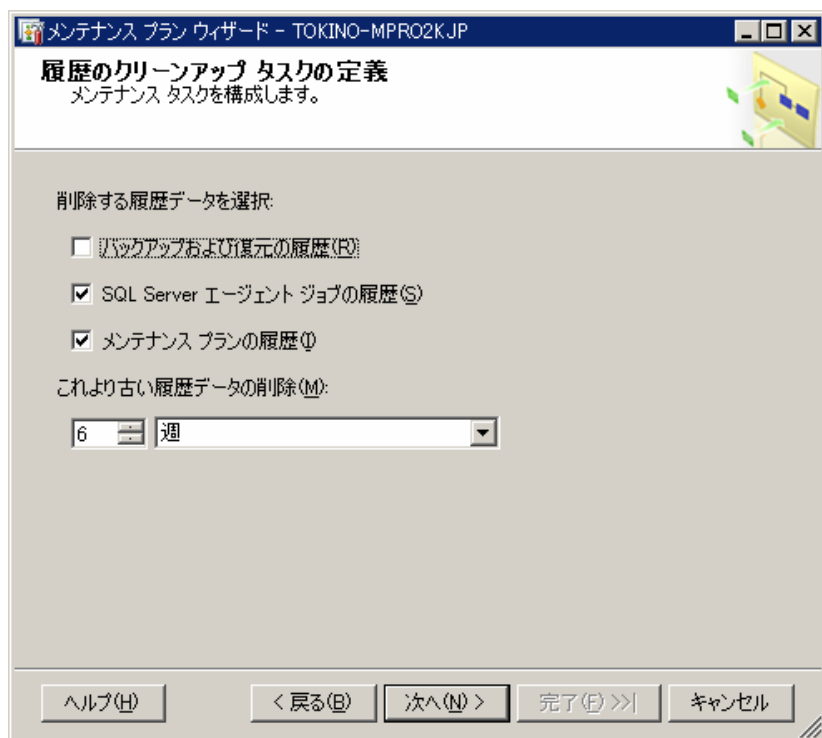 メンテナンス プラン ウィザード - TOKINO-MPRO2KJP
履歴のクリーンアップ タスクの定義
メンテナンス タスクを構成します。
削除する履歴データを選択:
バックアップおよび復元の履歴(R)
SQL Server エージェント ジョブの履歴(S)
メンテナンス プランの履歴(I)
これより古い履歴データの削除(M):
6 週
ヘルプ(H) < 戻る(B) 次へ(N) > 完了(F) >>| キャンセル